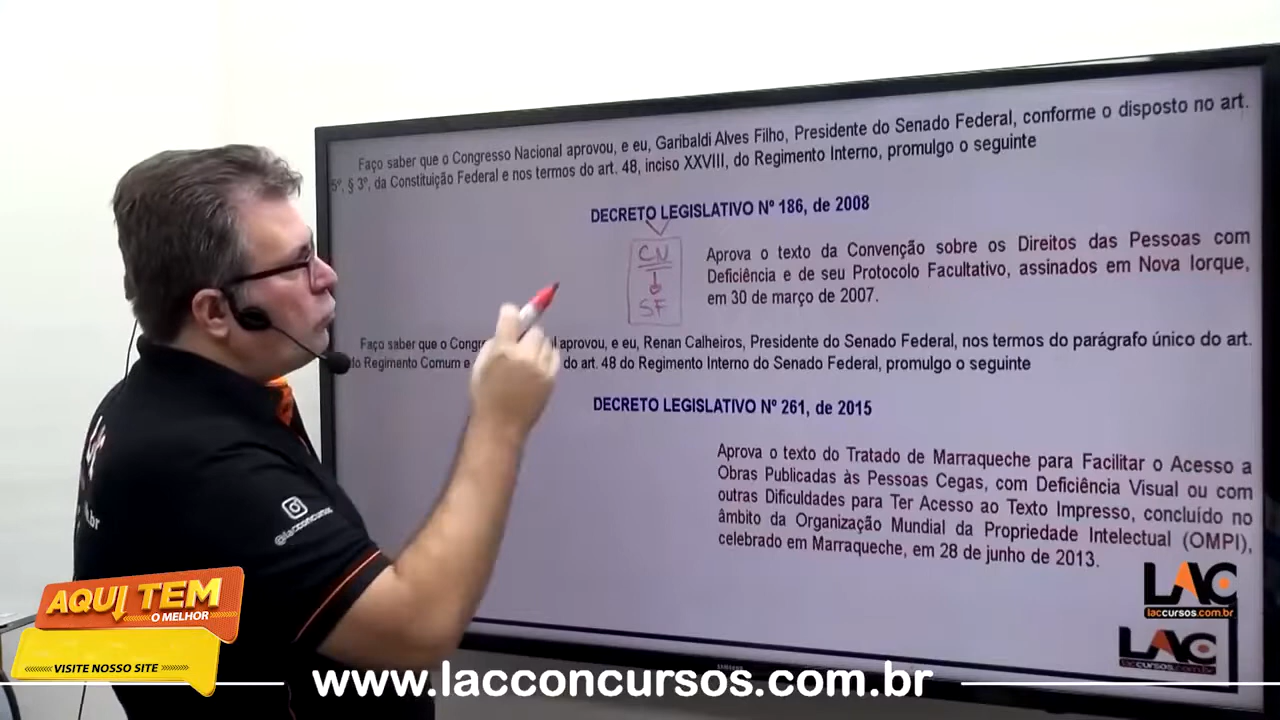 Faço saber que o Congresso Nacional aprovou, e eu, Garibaldi Alves Filho, Presidente do Senado Federal, conforme o disposto no art.
5º, § 3º, da Constituição Federal e nos termos do art. 48, inciso XXVIII, do Regimento Interno, promulgo o seguinte
DECRETO LEGISLATIVO Nº 186, de 2008
CN
SF
Aprova o texto da Convenção sobre os Direitos das Pessoas com
Deficiência e de seu Protocolo Facultativo, assinados em Nova Iorque,
em 30 de março de 2007.
Faço saber que o aprovou, e eu, Renan Calheiros, Presidente do Senado Federal, nos termos do parágrafo único do art.
do Regimento Comum e do art. 48 do Regimento Interno do Senado Federal, promulgo o seguinte
DECRETO LEGISLATIVO Nº 261, de 2015
Aprova o texto do Tratado de Marraqueche para Facilitar o Acesso a
Obras Publicadas às Pessoas Cegas, com Deficiência Visual ou com
outras Dificuldades para Ter Acesso ao Texto Impresso, concluído no
âmbito da Organização Mundial da Propriedade Intelectual (OMPI),
celebrado em Marraqueche, em 28 de junho de 2013.
LAC
laccursos.com.br
LAC
laccursos.com.br
@lacconcursos
AQUI TEM
O MELHOR
VISITE NOSSO SITE
www.lacconcursos.com.br